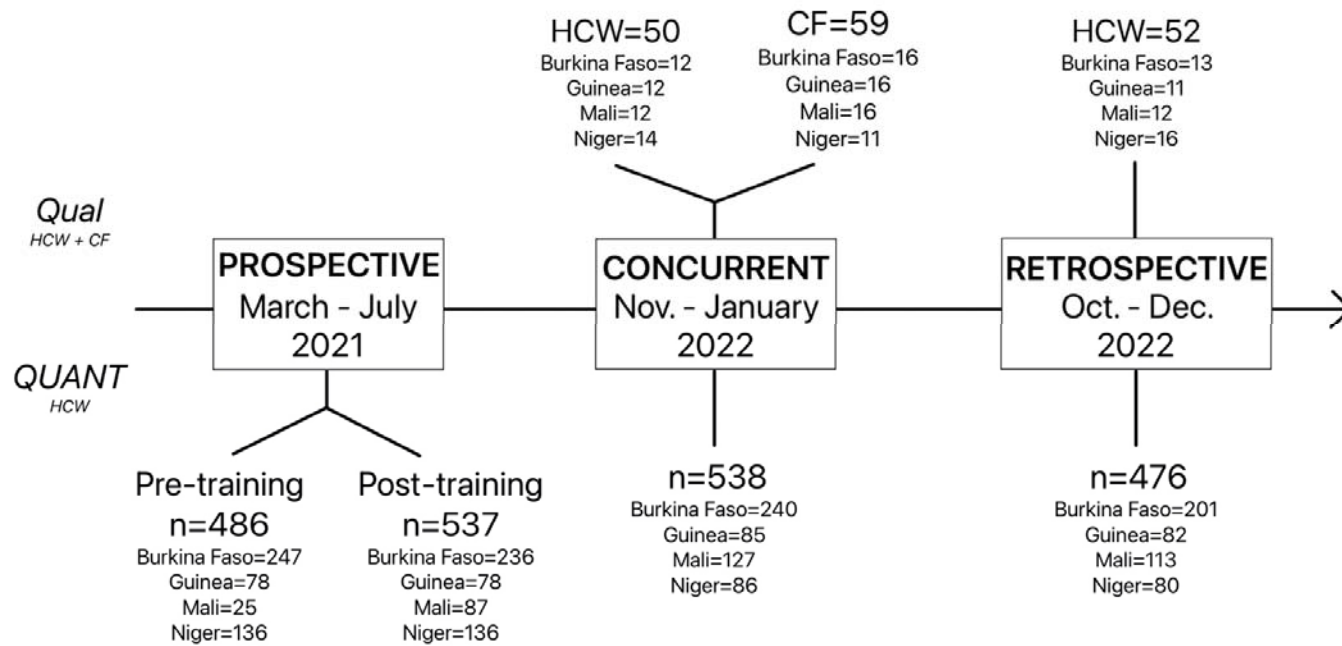 HCW=50
Burkina Faso=12
Guinea=12
Mali=12
Niger=14
CF=59
Burkina Faso=16
Guinea=16
Mali=16
Niger=11
HCW=52
Burkina Faso=13
Guinea=11
Mali=12
Niger=16
Qual
HCW + CF
PROSPECTIVE
March - July
2021
CONCURRENT
Nov. - January
2022
RETROSPECTIVE
Oct. - Dec.
2022
QUANT
HCW
Pre-training
n=486
Burkina Faso=247
Guinea=78
Mali=25
Niger=136
Post-training
n=537
Burkina Faso=236
Guinea=78
Mali=87
Niger=136
n=538
Burkina Faso=240
Guinea=85
Mali=127
Niger=86
n=476
Burkina Faso=201
Guinea=82
Mali=113
Niger=80